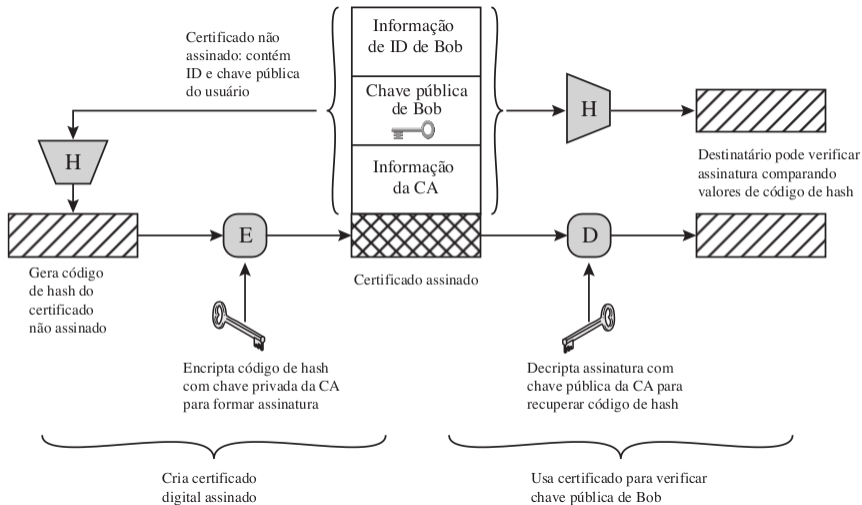 Certificado não
assinado: contém
ID e chave pública
do usuário
Informação
de ID de Bob
Chave pública
de Bob
Informação
da CA
H
H
Destinatário pode verificar
assinatura comparando
valores de código de hash
E
D
Gera código
de hash do
certificado
não assinado
Certificado assinado
Encripta código de hash
com chave privada da CA
para formar assinatura
Decripta assinatura com
chave pública da CA para
recuperar código de hash
Cria certificado
digital assinado
Usa certificado para verificar
chave pública de Bob